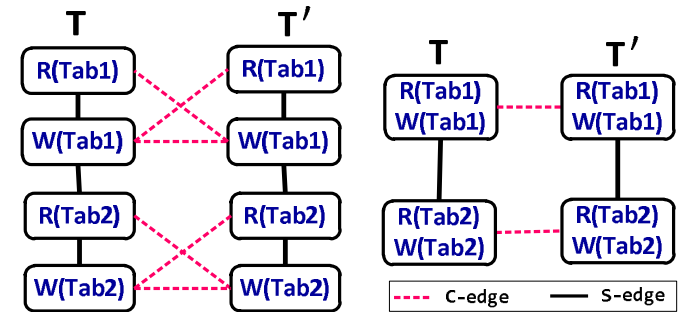 T T′
R(Tab1) R(Tab1)
W(Tab1) W(Tab1)
R(Tab2) R(Tab2)
W(Tab2) W(Tab2)
T T′
R(Tab1) R(Tab1)
W(Tab1) W(Tab1)
R(Tab2) R(Tab2)
W(Tab2) W(Tab2)
C-edge S-edge